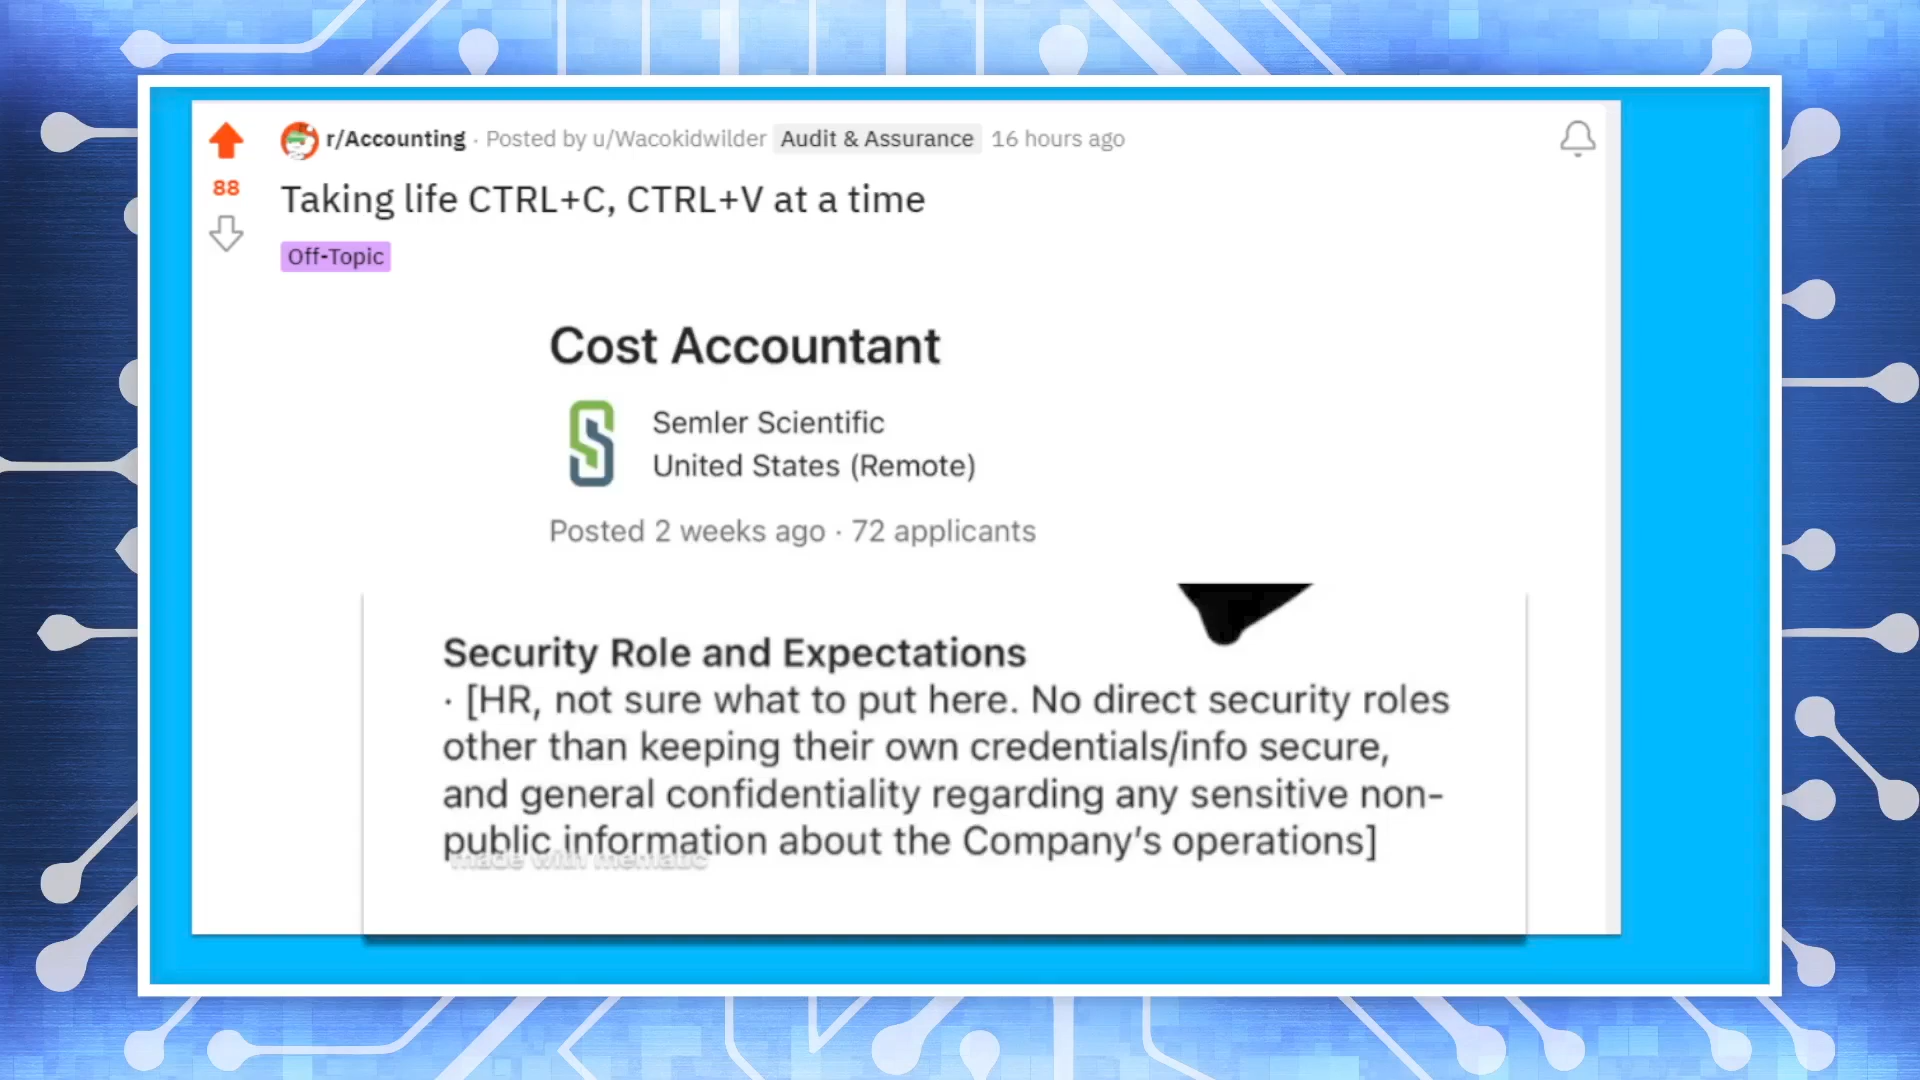 r/Accounting · Posted by u/Wacokidwilder Audit & Assurance 16 hours ago
88
Taking life CTRL+C, CTRL+V at a time
Off-Topic
Cost Accountant
Semler Scientific
United States (Remote)
Posted 2 weeks ago · 72 applicants
Security Role and Expectations
· [HR, not sure what to put here. No direct security roles
other than keeping their own credentials/info secure,
and general confidentiality regarding any sensitive non-
public information about the Company's operations]
made with mematic